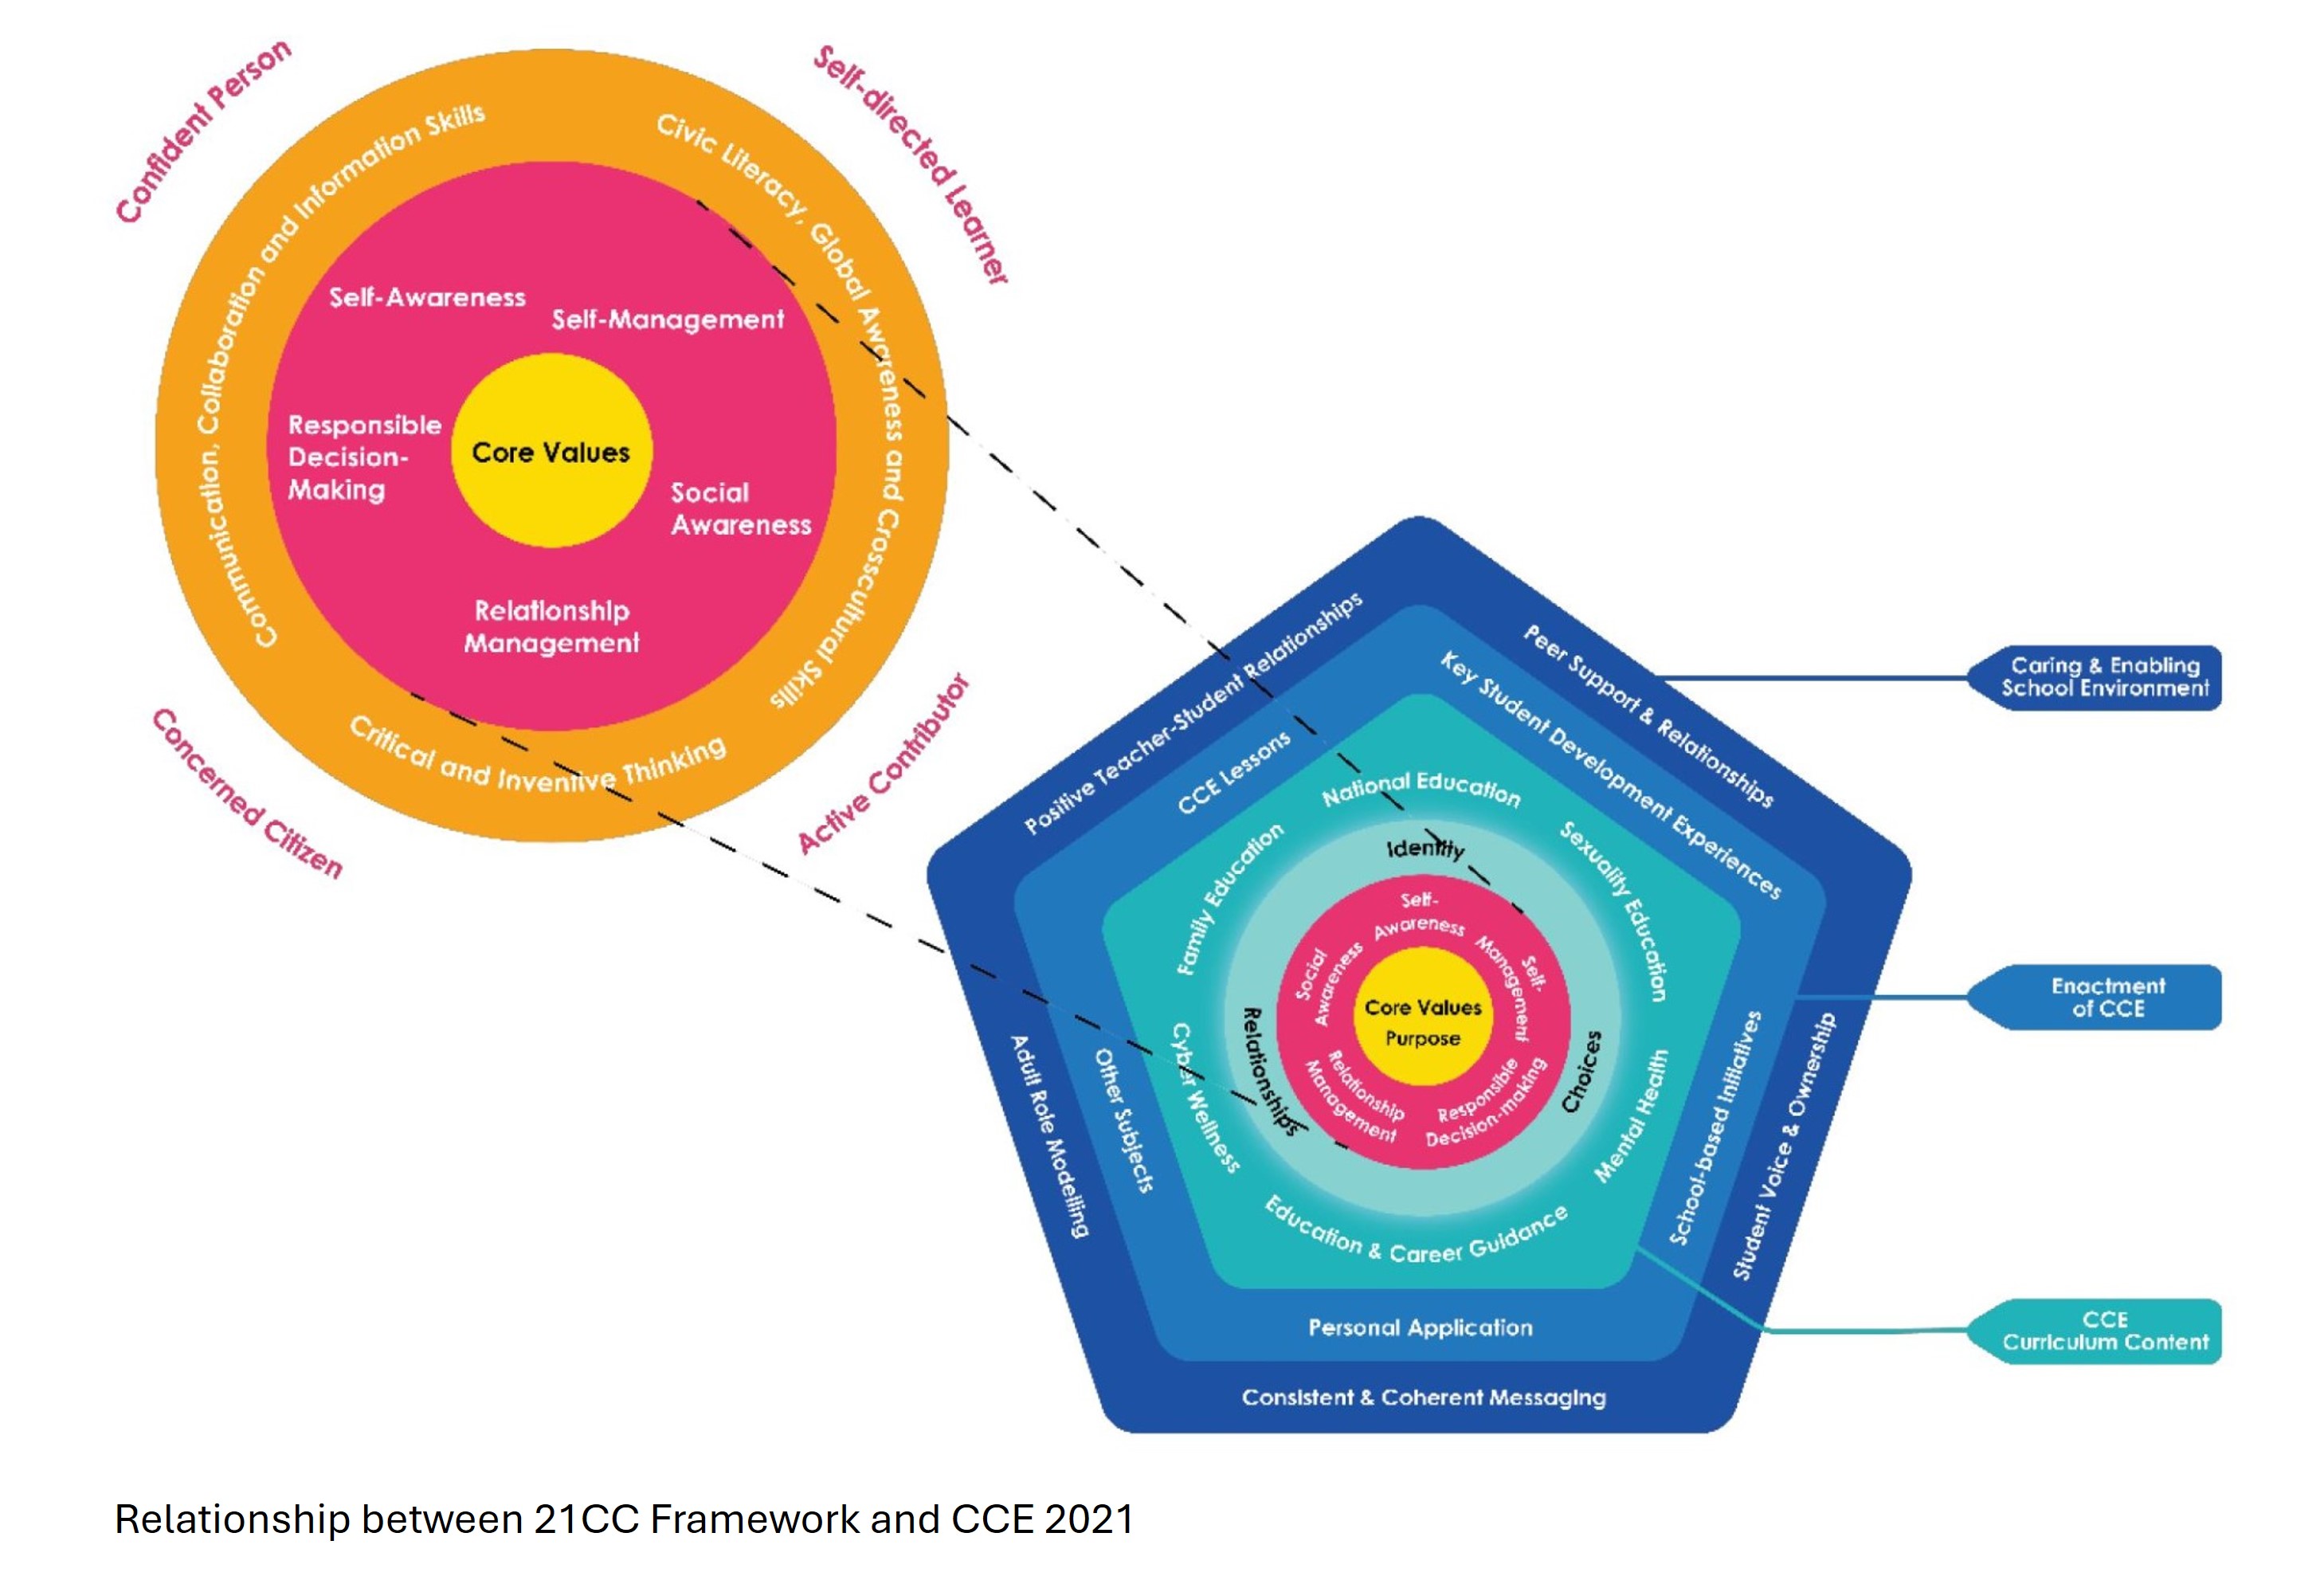 Confident Person
Self-directed Learner
Communication, Collaboration and Information Skills
Civic Literacy, Global Awareness and Crosscultural Skills
Critical and Inventive Thinking
Self-Awareness
Self-Management
Responsible
Decision-
Making
Core Values
Social
Awareness
Relationship
Management
Concerned Citizen
Active Contributor
Positive Teacher-Student Relationships
Peer Support & Relationships
Adult Role Modelling
Student Voice & Ownership
Consistent & Coherent Messaging
CCE Lessons
Key Student Development Experiences
Other Subjects
School-based Initiatives
Personal Application
National Education
Family Education
Sexuality Education
Cyber Wellness
Mental Health
Education & Career Guidance
Identity
Relationships
Choices
Self-
Awareness
Social
Awareness
Self-
Management
Relationship
Management
Responsible
Decision-making
Core Values
Purpose
Caring & Enabling
School Environment
Enactment
of CCE
CCE
Curriculum Content
Relationship between 21CC Framework and CCE 2021